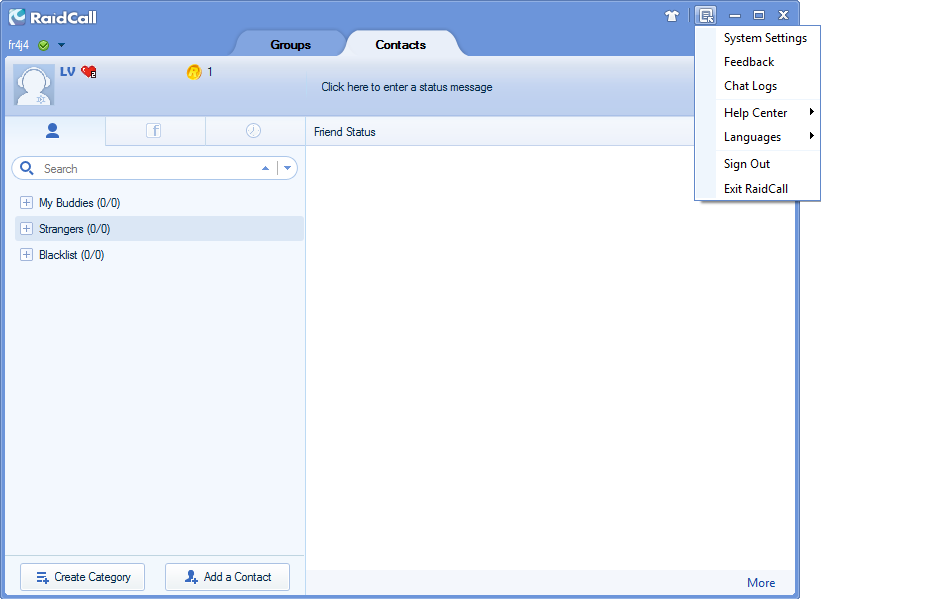 RaidCall
fr4j4
Groups
Contacts
LV 2
1
Click here to enter a status message
f
Friend Status
Search
My Buddies (0/0)
Strangers (0/0)
Blacklist (0/0)
Create Category
Add a Contact
More
System Settings
Feedback
Chat Logs
Help Center
Languages
Sign Out
Exit RaidCall